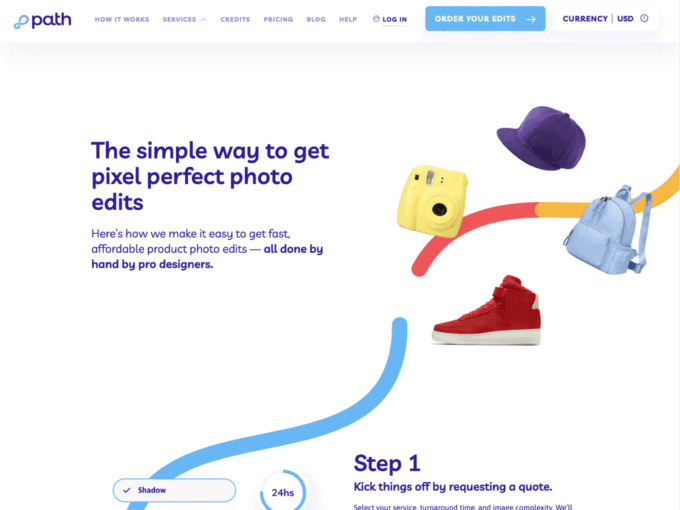 path
HOW IT WORKS SERVICES CREDITS PRICING BLOG HELP LOG IN ORDER YOUR EDITS CURRENCY | USD
The simple way to get
pixel perfect photo
edits
Here's how we make it easy to get fast,
affordable product photo edits — all done by
hand by pro designers.
Step 1
Kick things off by requesting a quote.
Shadow
24hs
Select your service, turnaround time, and image complexity. We'll